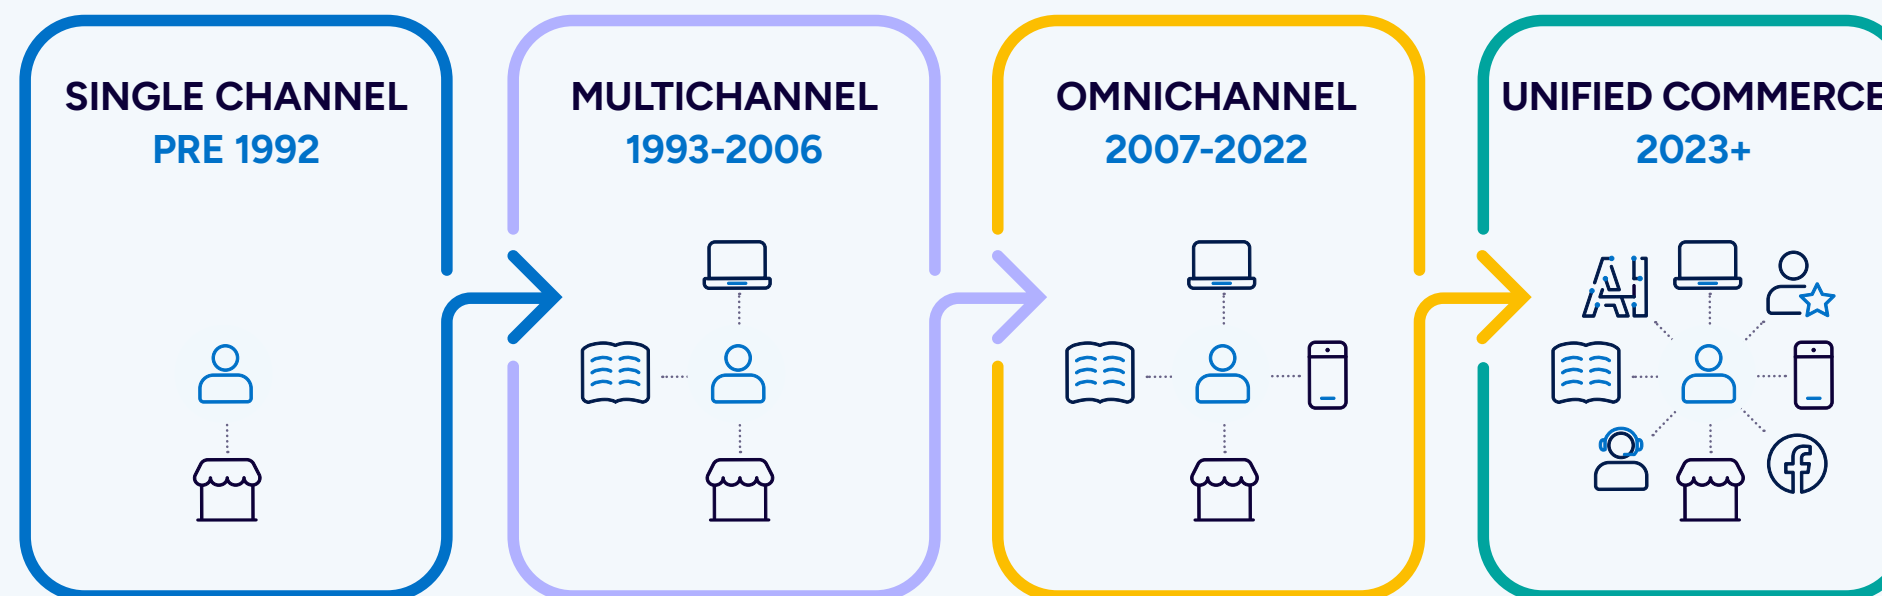 SINGLE CHANNEL
PRE 1992
MULTICHANNEL
1993-2006
OMNICHANNEL
2007-2022
UNIFIED COMMERCE
2023+
AI